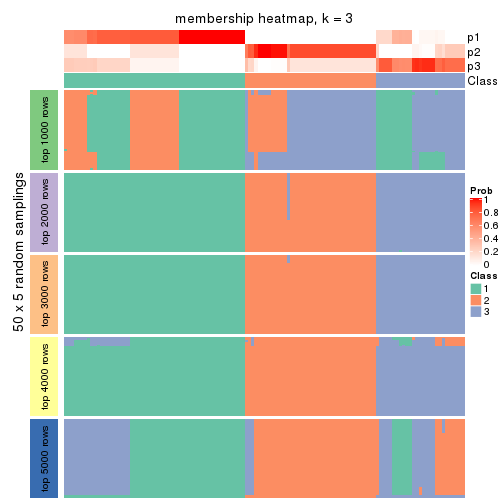 membership heatmap, k = 3
p1
p2
p3
Class
50 x 5 random samplings
top 1000 rows
top 2000 rows
top 3000 rows
top 4000 rows
top 5000 rows
Prob
1
0.8
0.6
0.4
0.2
0
Class
1
2
3